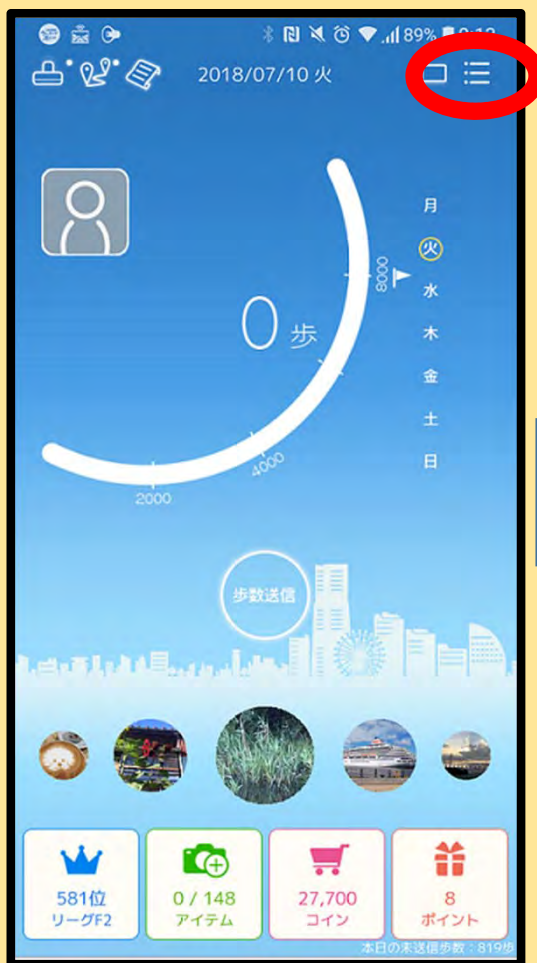 89%
2018/07/10 火
月
火
水
木
金
土
日
8000
0 歩
4000
2000
歩数送信
581位
リーグF2
0 / 148
アイテム
27,700
コイン
8
ポイント
本日の未送信歩数：819歩